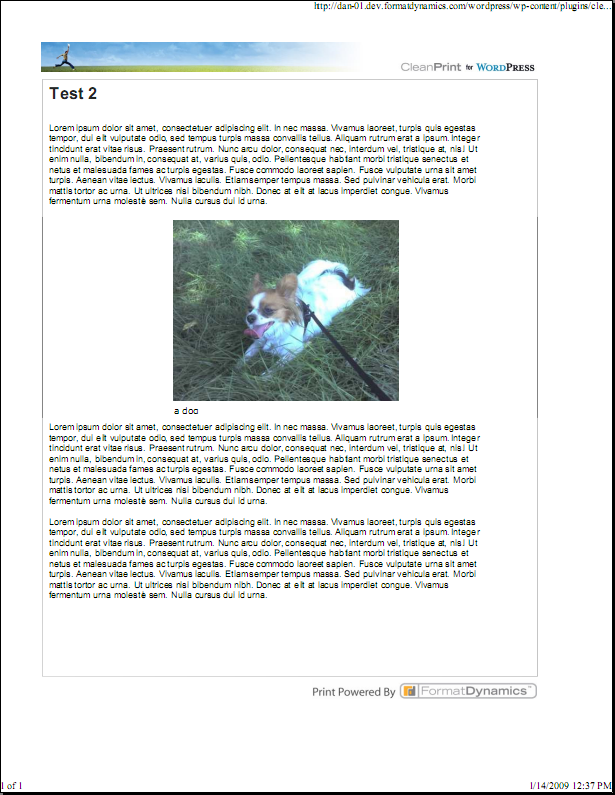 http://dan-01.dev.formatdynamics.com/wordpress/wp-content/plugins/cle...
CleanPrint for WORDPRESS
Test 2
Lorem ipsum dolor sit amet, consectetuer adipiscing elit. In nec massa. Vivamus laoreet, turpis quis egestas
tempor, dui elit vulputate odio, sed tempus turpis massa convallis tellus. Aliquam rutrum erat a ipsum. Integer
tincidunt erat vitae risus. Praesent rutrum. Nunc arcu dolor, consequat nec, interdum vel, tristique at, nisl. Ut
enim nulla, bibendum in, consequat at, varius quis, odio. Pellentesque habitant morbi tristique senectus et
netus et malesuada fames ac turpis egestas. Fusce commodo laoreet sapien. Fusce vulputate urna sit amet
turpis. Aenean vitae lectus. Vivamus iaculis. Etiam semper tempus massa. Sed pulvinar vehicula erat. Morbi
mattis tortor ac urna. Ut ultrices nisi bibendum nibh. Donec at elit at lacus imperdiet congue. Vivamus
fermentum urna molestè sem. Nulla cursus dui id urna.
a dog
Lorem ipsum dolor sit amet, consectetuer adipiscing elit. In nec massa. Vivamus laoreet, turpis quis egestas
tempor, dui elit vulputate odio, sed tempus turpis massa convallis tellus. Aliquam rutrum erat a ipsum. Integer
tincidunt erat vitae risus. Praesent rutrum. Nunc arcu dolor, consequat nec, interdum vel, tristique at, nisl. Ut
enim nulla, bibendum in, consequat at, varius quis, odio. Pellentesque habitant morbi tristique senectus et
netus et malesuada fames ac turpis egestas. Fusce commodo laoreet sapien. Fusce vulputate urna sit amet
turpis. Aenean vitae lectus. Vivamus iaculis. Etiam semper tempus massa. Sed pulvinar vehicula erat. Morbi
mattis tortor ac urna. Ut ultrices nisi bibendum nibh. Donec at elit at lacus imperdiet congue. Vivamus
fermentum urna molestè sem. Nulla cursus dui id urna.
Lorem ipsum dolor sit amet, consectetuer adipiscing elit. In nec massa. Vivamus laoreet, turpis quis egestas
tempor, dui elit vulputate odio, sed tempus turpis massa convallis tellus. Aliquam rutrum erat a ipsum. Integer
tincidunt erat vitae risus. Praesent rutrum. Nunc arcu dolor, consequat nec, interdum vel, tristique at, nisl. Ut
enim nulla, bibendum in, consequat at, varius quis, odio. Pellentesque habitant morbi tristique senectus et
netus et malesuada fames ac turpis egestas. Fusce commodo laoreet sapien. Fusce vulputate urna sit amet
turpis. Aenean vitae lectus. Vivamus iaculis. Etiam semper tempus massa. Sed pulvinar vehicula erat. Morbi
mattis tortor ac urna. Ut ultrices nisi bibendum nibh. Donec at elit at lacus imperdiet congue. Vivamus
fermentum urna molestè sem. Nulla cursus dui id urna.
Print Powered By FormatDynamics™
1 of 1
1/14/2009 12:37 PM